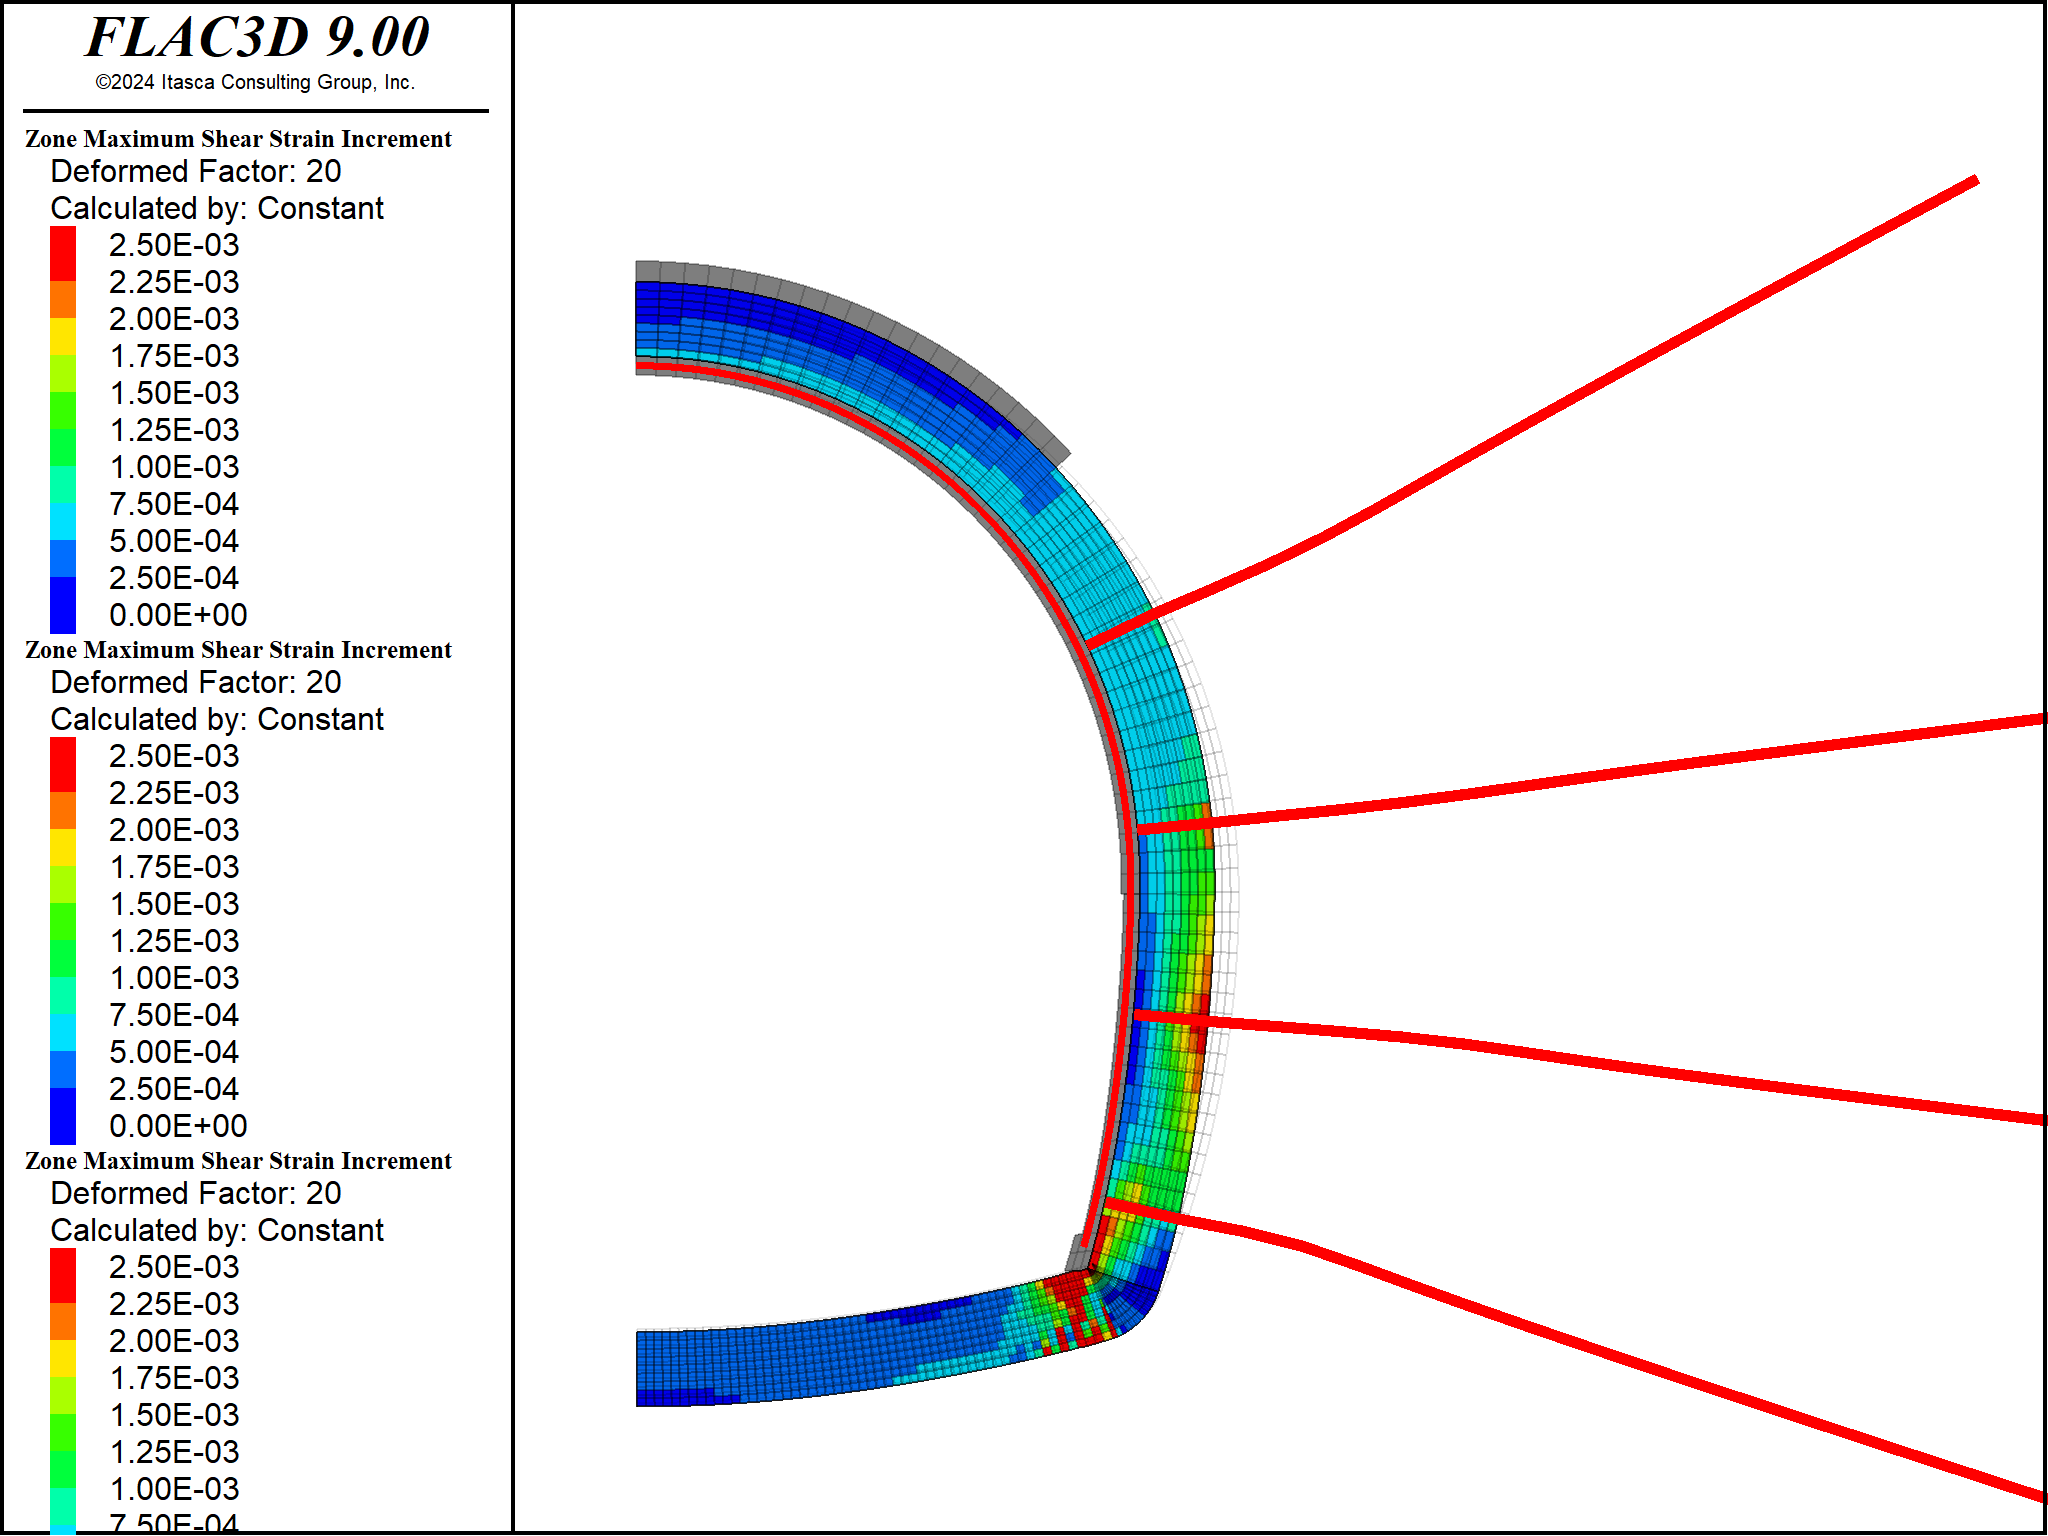 FLAC3D 9.00
©2024 Itasca Consulting Group, Inc.
Zone Maximum Shear Strain Increment
Deformed Factor: 20
Calculated by: Constant
2.50E-03
2.25E-03
2.00E-03
1.75E-03
1.50E-03
1.25E-03
1.00E-03
7.50E-04
5.00E-04
2.50E-04
0.00E+00
Zone Maximum Shear Strain Increment
Deformed Factor: 20
Calculated by: Constant
2.50E-03
2.25E-03
2.00E-03
1.75E-03
1.50E-03
1.25E-03
1.00E-03
7.50E-04
5.00E-04
2.50E-04
0.00E+00
Zone Maximum Shear Strain Increment
Deformed Factor: 20
Calculated by: Constant
2.50E-03
2.25E-03
2.00E-03
1.75E-03
1.50E-03
1.25E-03
1.00E-03
7.50E-04